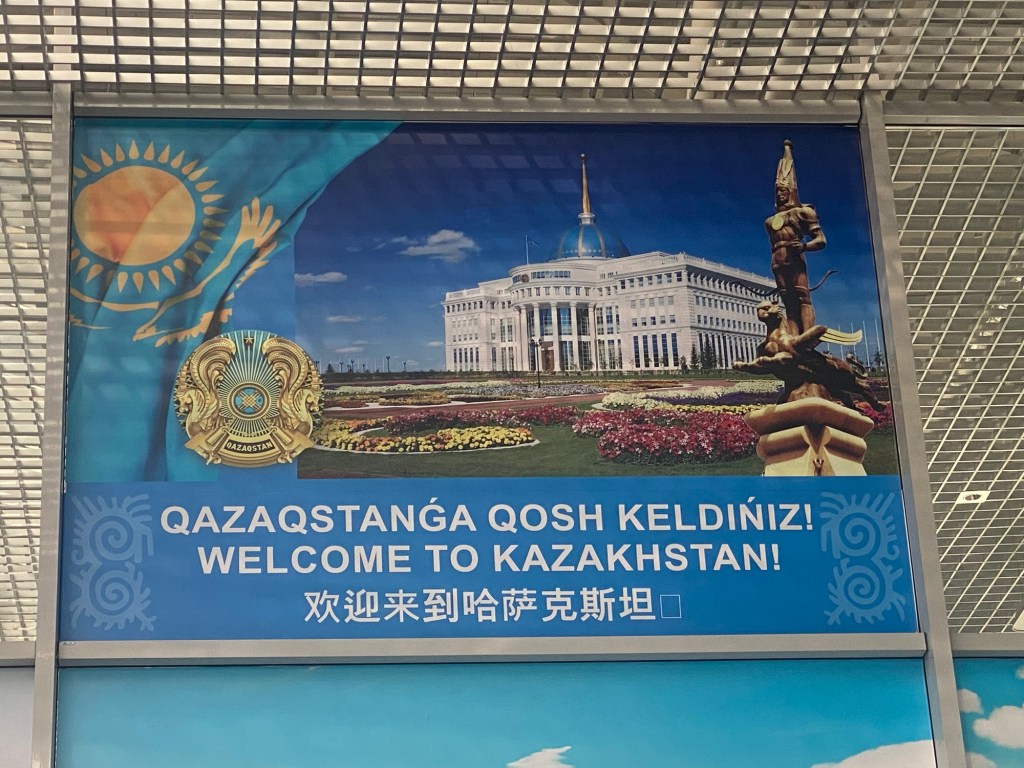 QAZAQSTAN
QAZAQSTANǴA QOSH KELDIŃIZ!
WELCOME TO KAZAKHSTAN!
欢迎来到哈萨克斯坦□